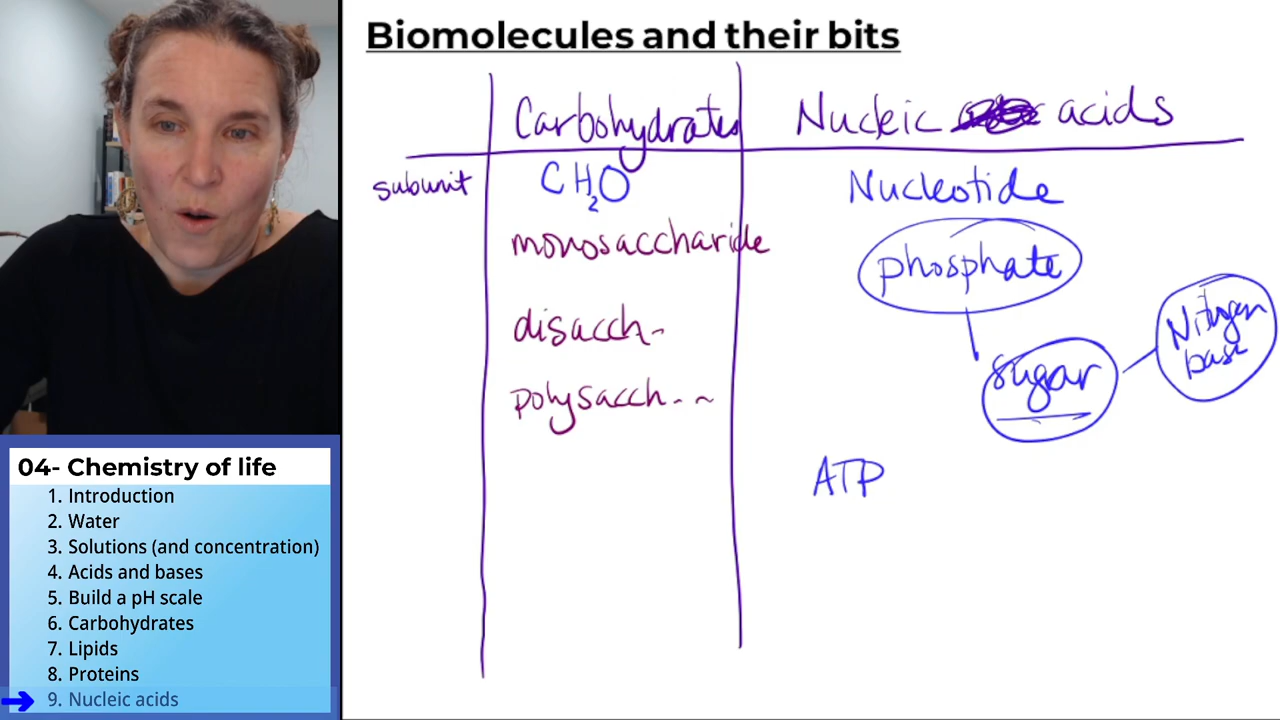 Biomolecules and their bits
Carbohydrates
Nucleic acids
subunit
CH₂O
Nucleotide
monosaccharide
phosphate
disacch~
Nitrogen
base
sugar
polysacch..~
ATP
04- Chemistry of life
1. Introduction
2. Water
3. Solutions (and concentration)
4. Acids and bases
5. Build a pH scale
6. Carbohydrates
7. Lipids
8. Proteins
9. Nucleic acids